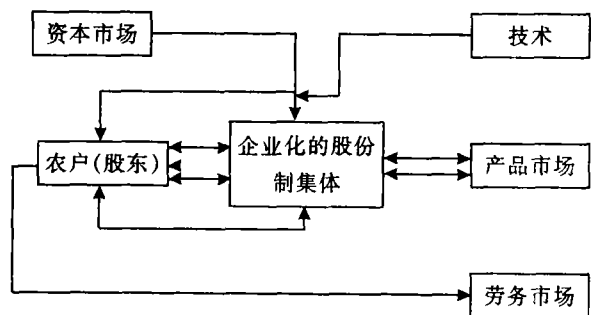 资本市场
技术
农户(股东)
企业化的股份
制集体
产品市场
劳务市场